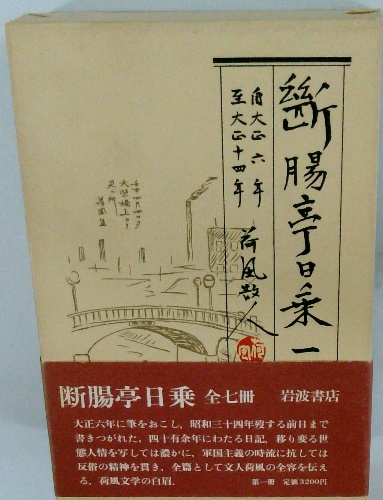 斷腸亭日乗 一
自大正六年
至大正十四年
荷風散人
断腸亭日乗 全七冊 岩波書店
大正六年に筆をおこし、昭和三十四年歿する前日まで
書きつがれた、四十有余年にわたる日記。移り変る世
態人情を写しては濃かに、軍国主義の時流に抗しては
反俗の精神を貫き、全篇として文人荷風の全容を伝え
る。荷風文学の白眉。
第一冊 定価3200円